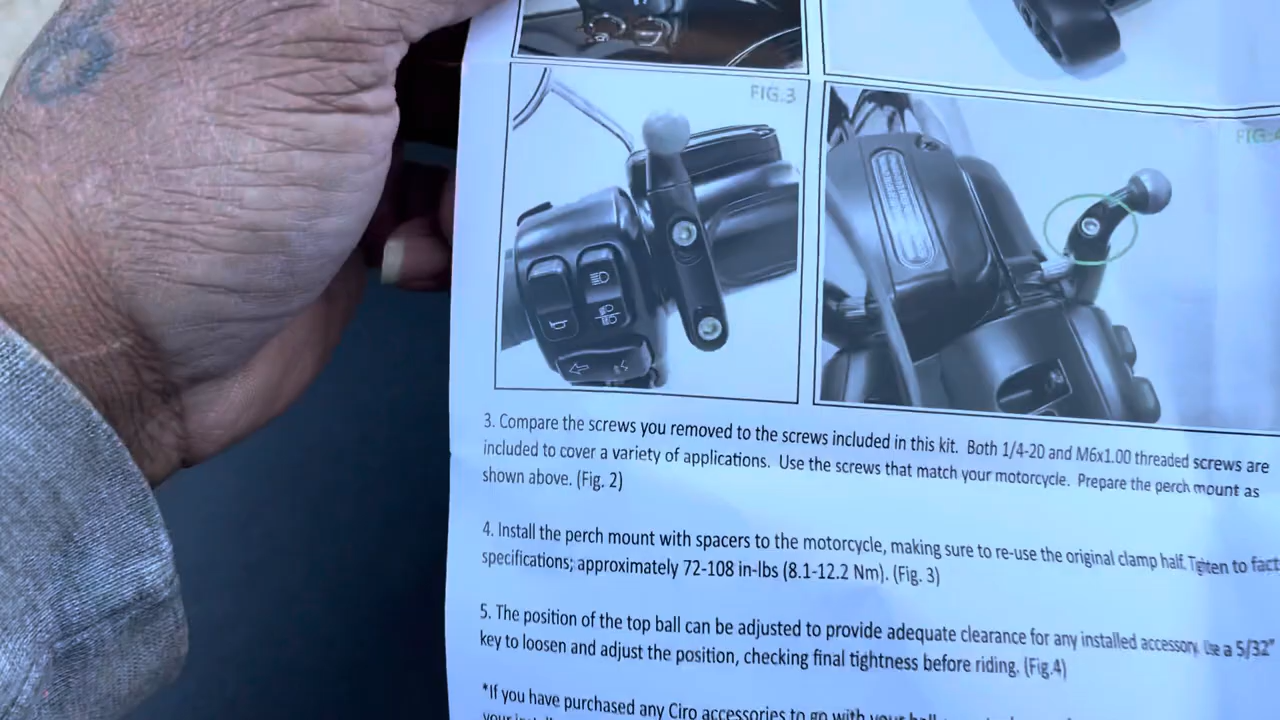 FIG.3
FIG.4
3. Compare the screws you removed to the screws included in this kit. Both 1/4-20 and M6x1.00 threaded screws are
included to cover a variety of applications. Use the screws that match your motorcycle. Prepare the perch mount as
shown above. (Fig. 2)
4. Install the perch mount with spacers to the motorcycle, making sure to re-use the original clamp half. Tighten to fact
specifications; approximately 72-108 in-lbs (8.1-12.2 Nm). (Fig. 3)
5. The position of the top ball can be adjusted to provide adequate clearance for any installed accessory. Use a 5/32"
key to loosen and adjust the position, checking final tightness before riding. (Fig.4)
*If you have purchased any Ciro accessories to go with your ball